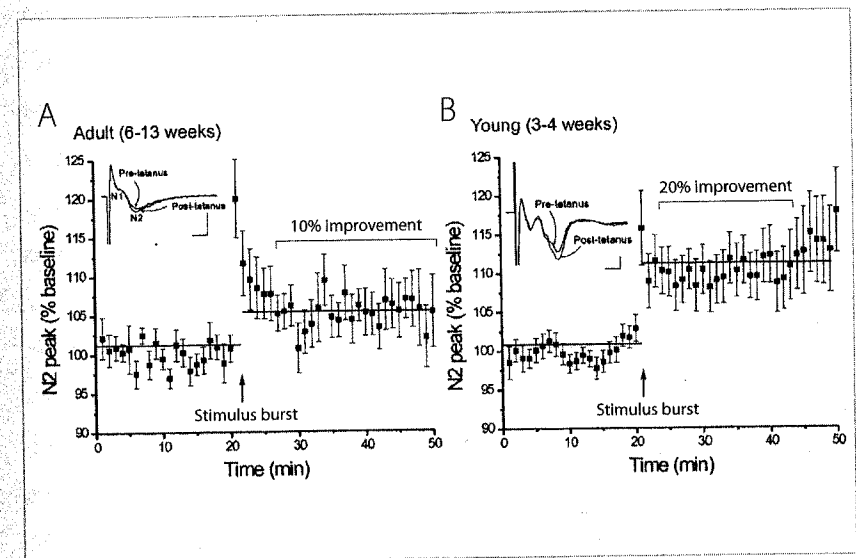 A
Adult (6-13 weeks)
125
120
115
110
105
100
95
90
N2 peak (% baseline)
Pre-tetanus
N1
N2
Post-tetanus
10% improvement
Stimulus burst
0
10
20
30
40
50
Time (min)
B
Young (3-4 weeks)
125
120
115
110
105
100
95
90
N2 peak (% baseline)
Pre-tetanus
Post-tetanus
20% improvement
Stimulus burst
0
10
20
30
40
50
Time (min)